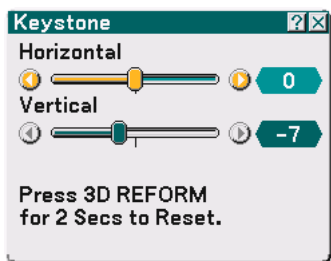 Keystone
Horizontal
0
Vertical
-7
Press 3D REFORM
for 2 Secs to Reset.